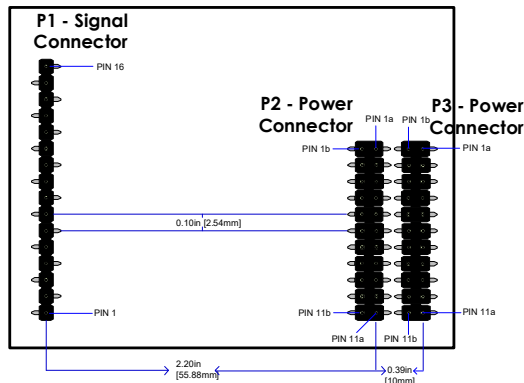 P1 - Signal
Connector
PIN 16
P2 - Power
Connector
PIN 1a
PIN 1b
P3 - Power
Connector
PIN 1b
PIN 1a
0.10in [2.54mm]
PIN 1
PIN 11b
PIN 11a
PIN 11a
PIN 11b
2.20in
[55.88mm]
0.39in
[10mm]